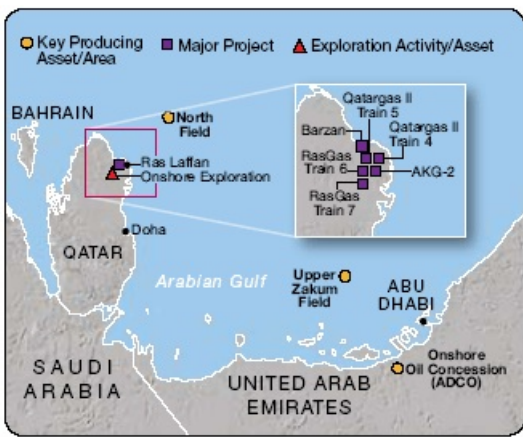 Key Producing Asset/Area
Major Project
Exploration Activity/Asset
BAHRAIN
North Field
Ras Laffan
Onshore Exploration
QATAR
Doha
Qatargas II
Train 5
Barzan
Qatargas II
Train 4
RasGas
Train 6
AKG-2
RasGas
Train 7
Arabian Gulf
Upper
Zakum
Field
ABU
DHABI
Onshore
Oil Concession
(ADCO)
SAUDI
ARABIA
UNITED ARAB
EMIRATES